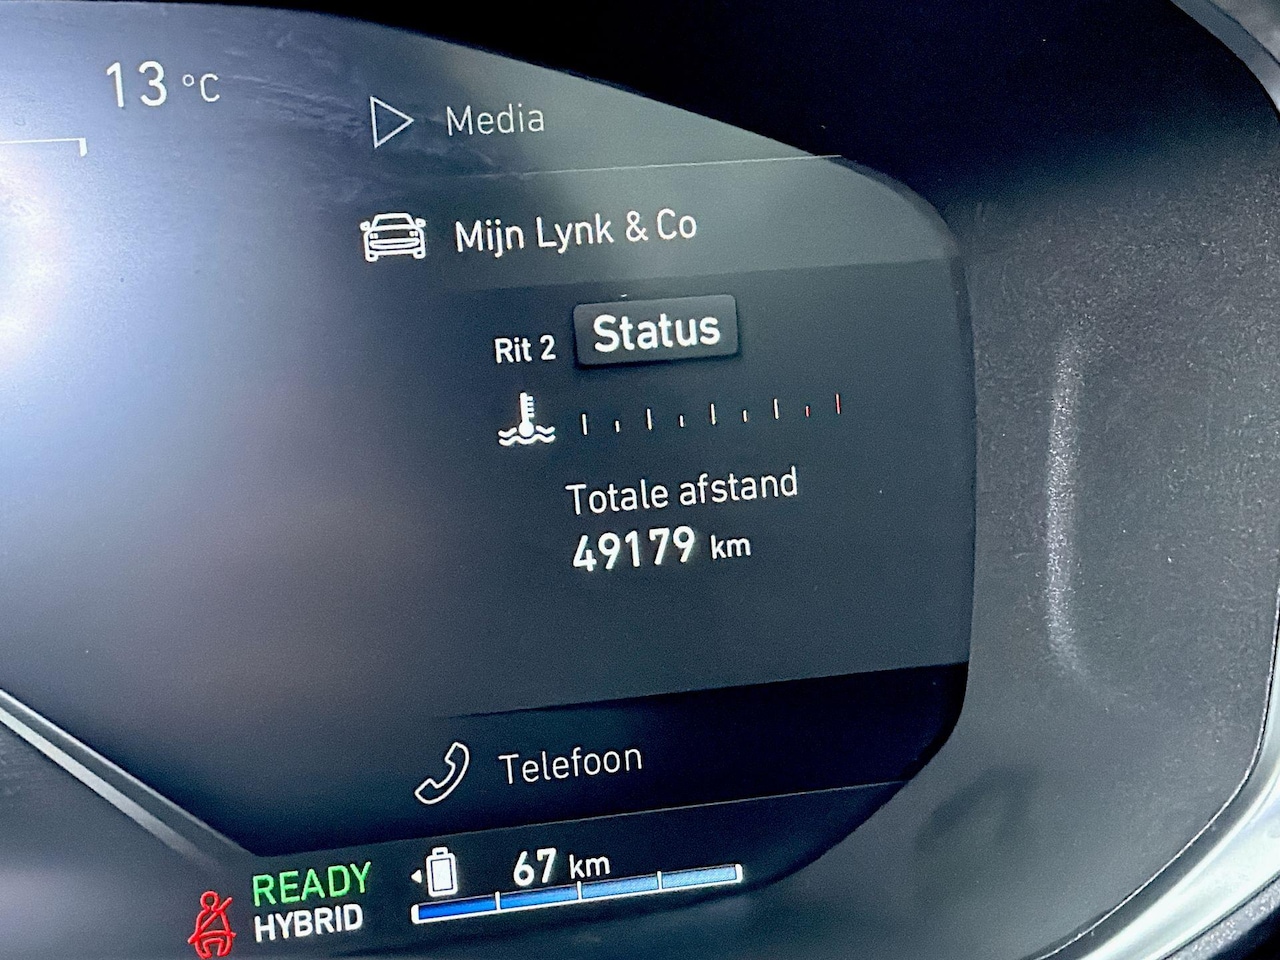 13 °C
Media
Mijn Lynk & Co
Rit 2 Status
Totale afstand
49179 km
Telefoon
READY
67 km
HYBRID